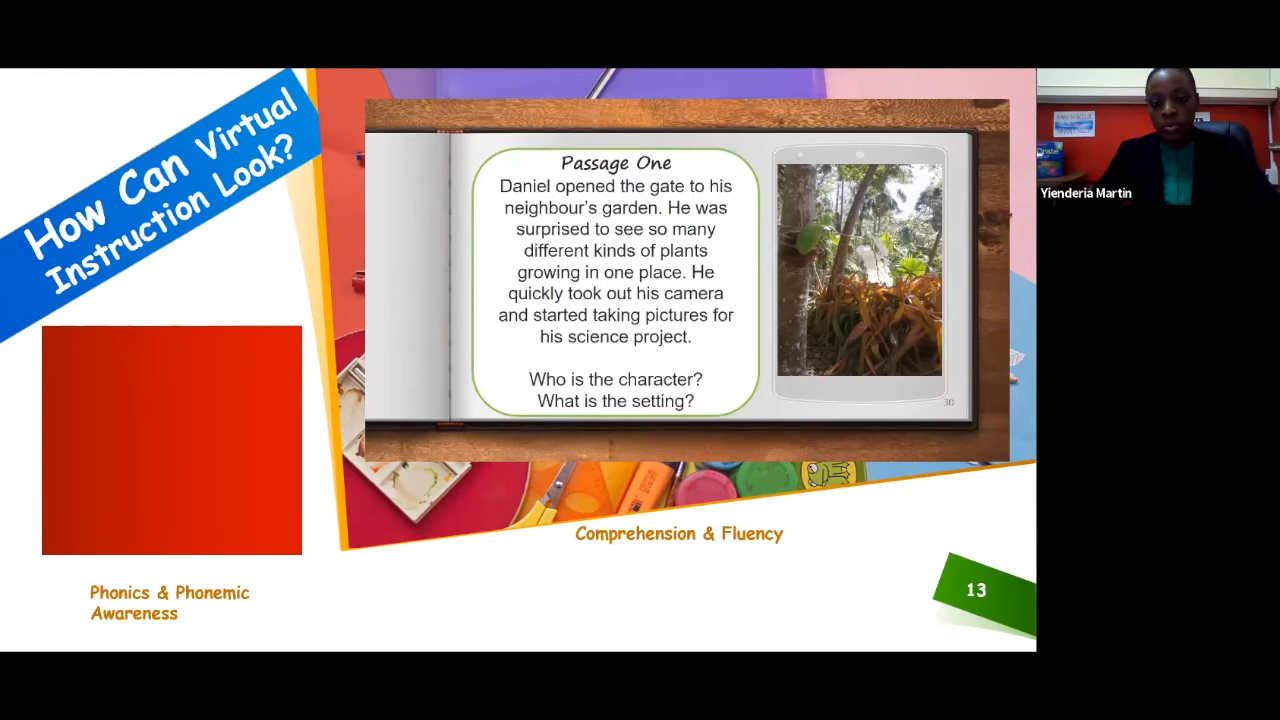 How Can Virtual
Instruction Look?
Passage One
Daniel opened the gate to his
neighbour's garden. He was
surprised to see so many
different kinds of plants
growing in one place. He
quickly took out his camera
and started taking pictures for
his science project.
Who is the character?
What is the setting?
30
Comprehension & Fluency
Phonics & Phonemic
Awareness
13
Yienderia Martin